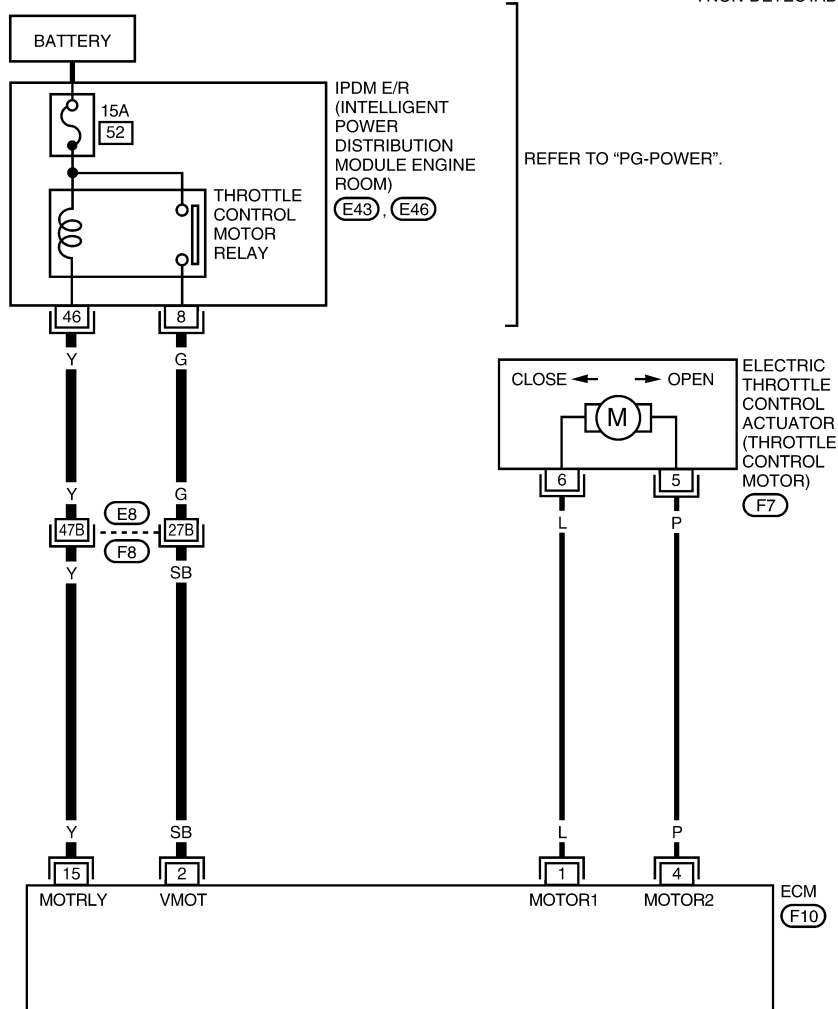 BATTERY
15A
52
THROTTLE
CONTROL
MOTOR
RELAY
IPDM E/R
(INTELLIGENT
POWER
DISTRIBUTION
MODULE ENGINE
ROOM)
E43 , E46
REFER TO “PG-POWER”.
46
8
Y
G
CLOSE
OPEN
M
ELECTRIC
THROTTLE
CONTROL
ACTUATOR
(THROTTLE
CONTROL
MOTOR)
F7
6
5
L
P
Y
G
47B
E8
F8
27B
Y
SB
Y
SB
L
P
15
2
1
4
MOTRLY
VMOT
MOTOR1
MOTOR2
ECM
F10